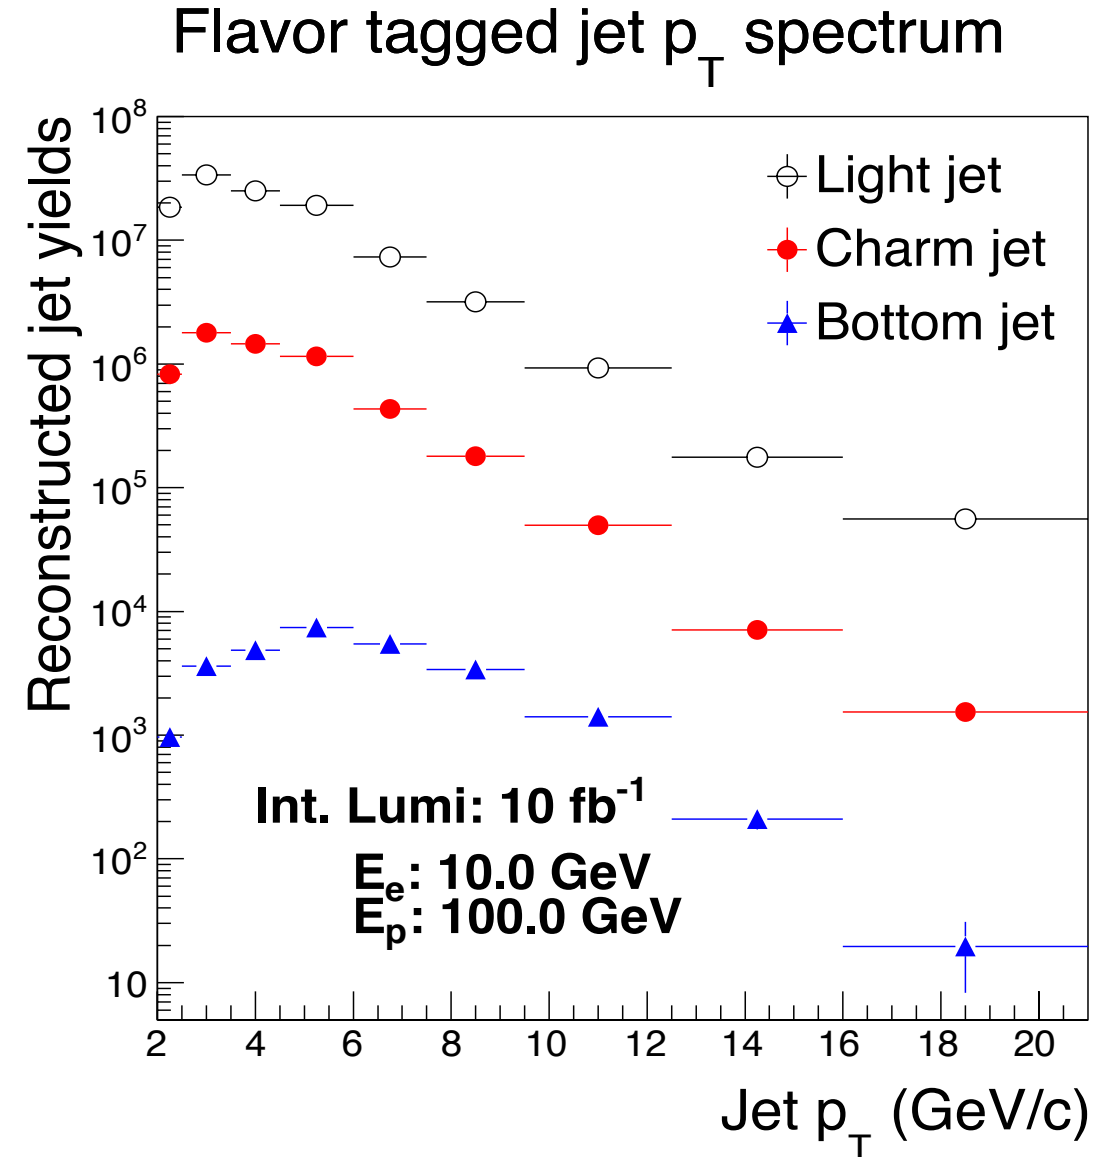 Flavor tagged jet p_T spectrum
Reconstructed jet yields
10^8
10^7
10^6
10^5
10^4
10^3
10^2
10
Light jet
Charm jet
Bottom jet
Int. Lumi: 10 fb^-1
E_e: 10.0 GeV
E_p: 100.0 GeV
2 4 6 8 10 12 14 16 18 20
Jet p_T (GeV/c)